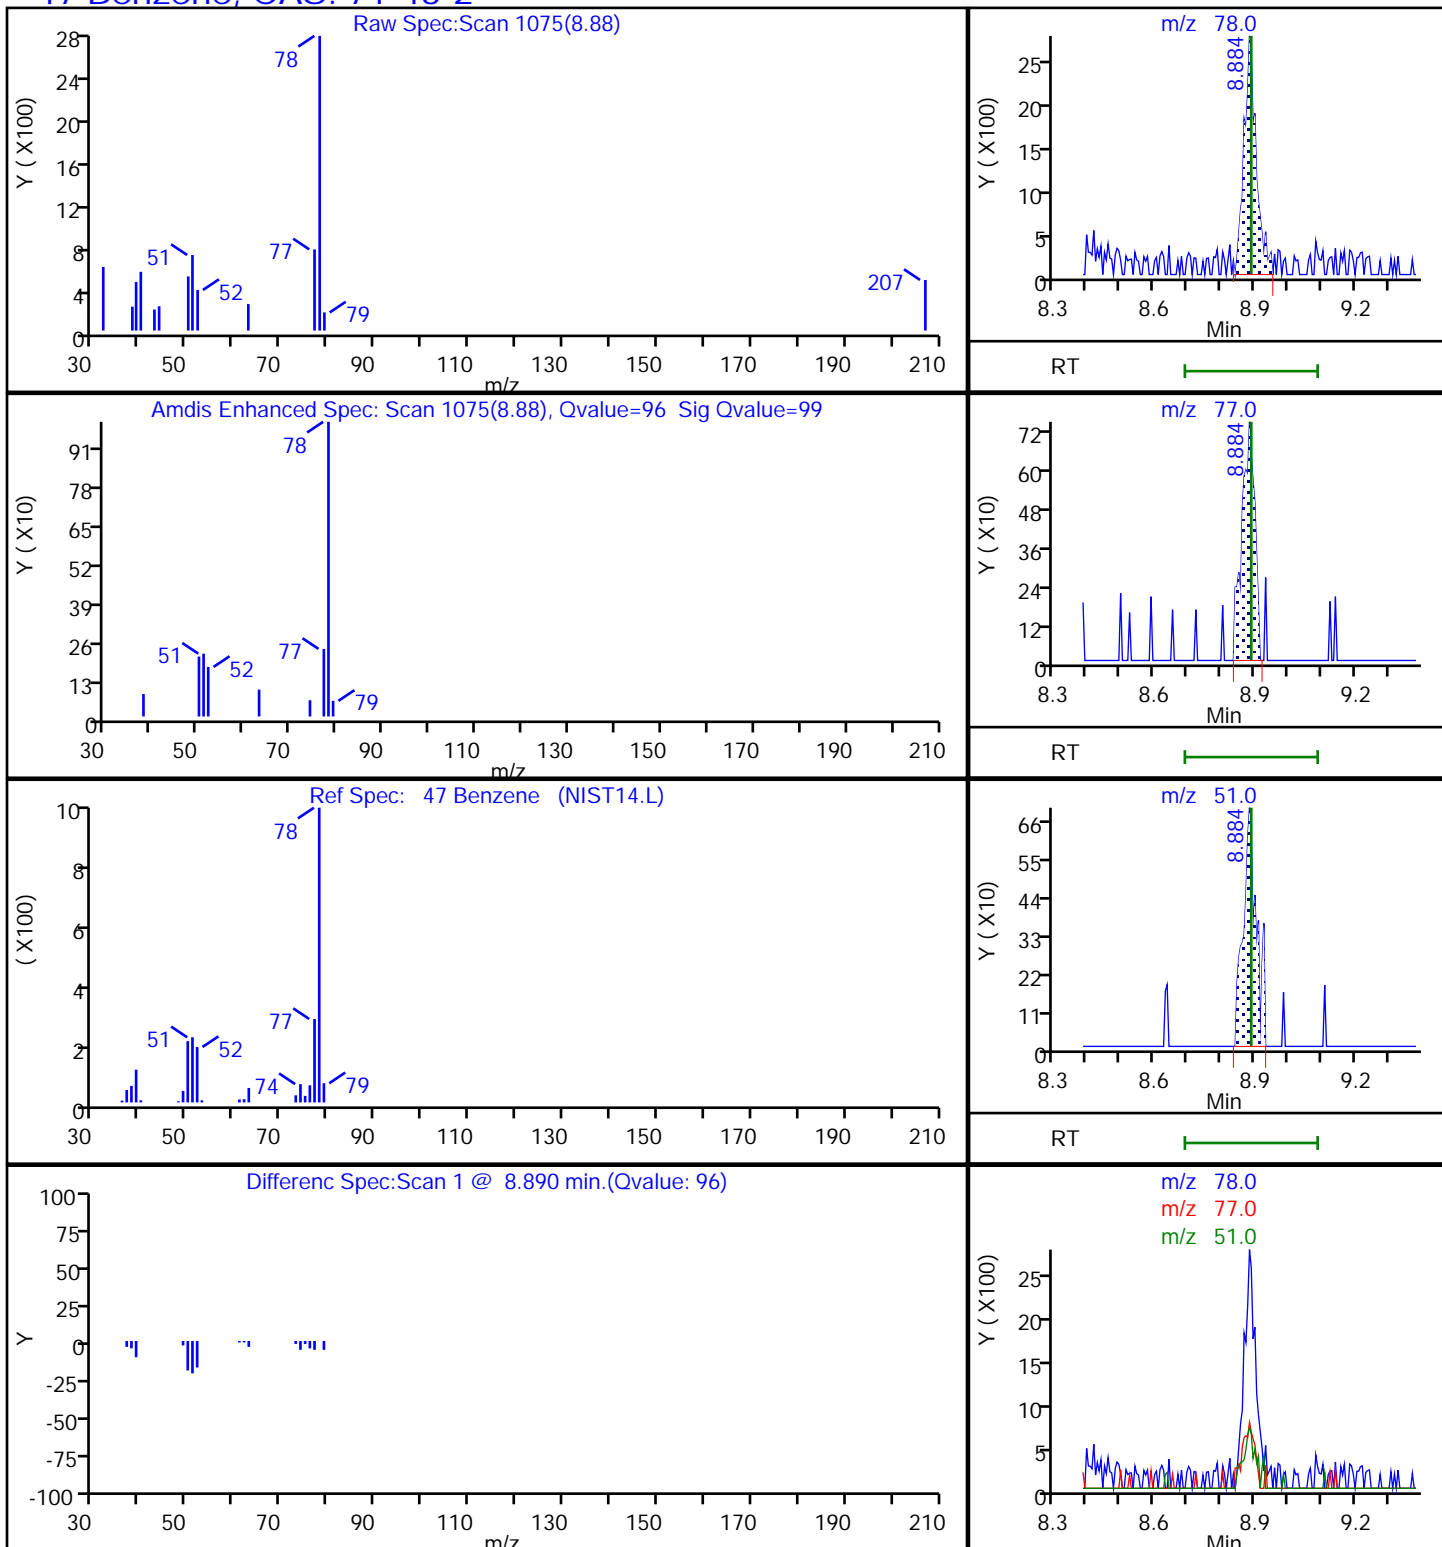 47 Benzene, CAS: 71-43-2
Raw Spec:Scan 1075(8.88)
Y ( X100)
28
24
20
16
12
8
4
0
78
77
51
52
79
207
30 50 70 90 110 130 150 170 190 210
m/z
m/z 78.0
Y ( X100)
25
20
15
10
5
0
8.884
8.3 8.6 8.9 9.2
Min
RT
Amdis Enhanced Spec: Scan 1075(8.88), Qvalue=96 Sig Qvalue=99
Y ( X10)
91
78
65
52
39
26
13
0
78
77
51
52
79
30 50 70 90 110 130 150 170 190 210
m/z
m/z 77.0
Y ( X10)
72
60
48
36
24
12
0
8.884
8.3 8.6 8.9 9.2
Min
RT
Ref Spec: 47 Benzene (NIST14.L)
( X100)
10
8
6
4
2
0
78
77
51
52
74
79
30 50 70 90 110 130 150 170 190 210
m/z 51.0
Y ( X10)
66
55
44
33
22
11
0
8.884
8.3 8.6 8.9 9.2
Min
RT
Differenc Spec:Scan 1 @ 8.890 min.(Qvalue: 96)
Y
100
75
50
25
0
-25
-50
-75
-100
30 50 70 90 110 130 150 170 190 210
m/z
m/z 78.0
m/z 77.0
m/z 51.0
Y ( X100)
25
20
15
10
5
0
8.3 8.6 8.9 9.2
Min